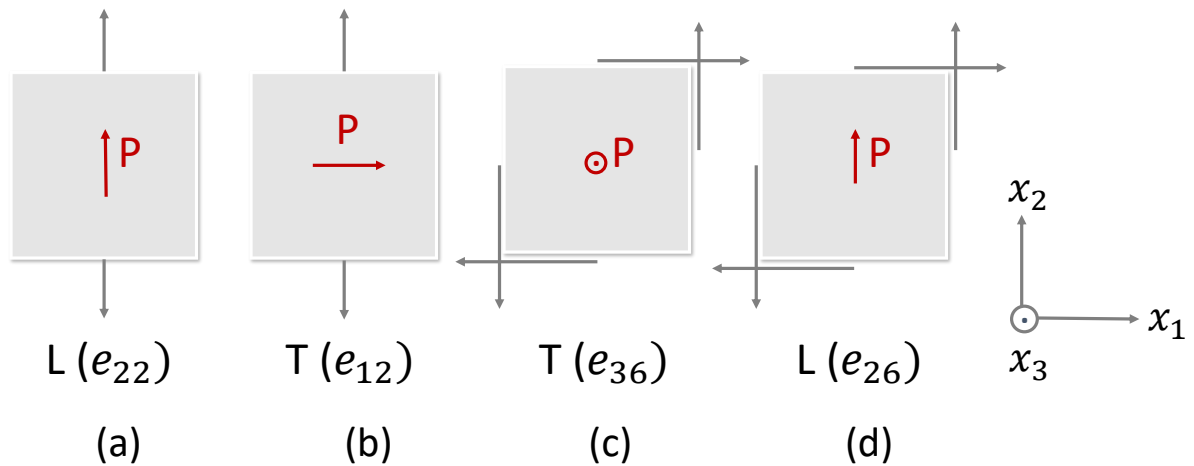 P
P
P
P
x₂
x₁
x₃
L (e₂₂)
T (e₁₂)
T (e₃₆)
L (e₂₆)
(a)
(b)
(c)
(d)